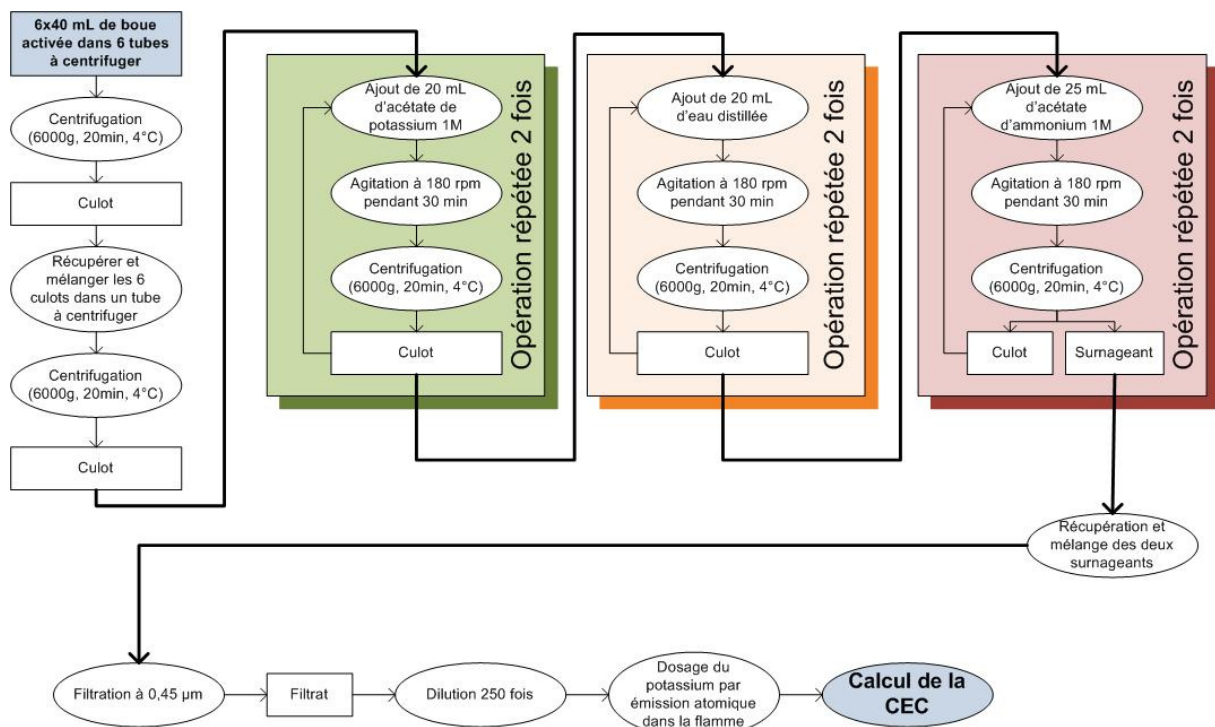 6x40 mL de boue
activée dans 6 tubes
à centrifuger
Centrifugation
(6000g, 20min, 4°C)
Culot
Récupérer et
mélanger les 6
culots dans un tube
à centrifuger
Centrifugation
(6000g, 20min, 4°C)
Culot
Ajout de 20 mL
d'acétate de
potassium 1M
Agitation à 180 rpm
pendant 30 min
Centrifugation
(6000g, 20min, 4°C)
Culot
Opération répétée 2 fois
Ajout de 20 mL
d'eau distillée
Agitation à 180 rpm
pendant 30 min
Centrifugation
(6000g, 20min, 4°C)
Culot
Opération répétée 2 fois
Ajout de 25 mL
d'acétate
d'ammonium 1M
Agitation à 180 rpm
pendant 30 min
Centrifugation
(6000g, 20min, 4°C)
Culot
Surnageant
Opération répétée 2 fois
Récupération et
mélange des deux
surnageants
Filtration à 0,45 µm
Filtrat
Dilution 250 fois
Dosage du
potassium par
émission atomique
dans la flamme
Calcul de la
CEC